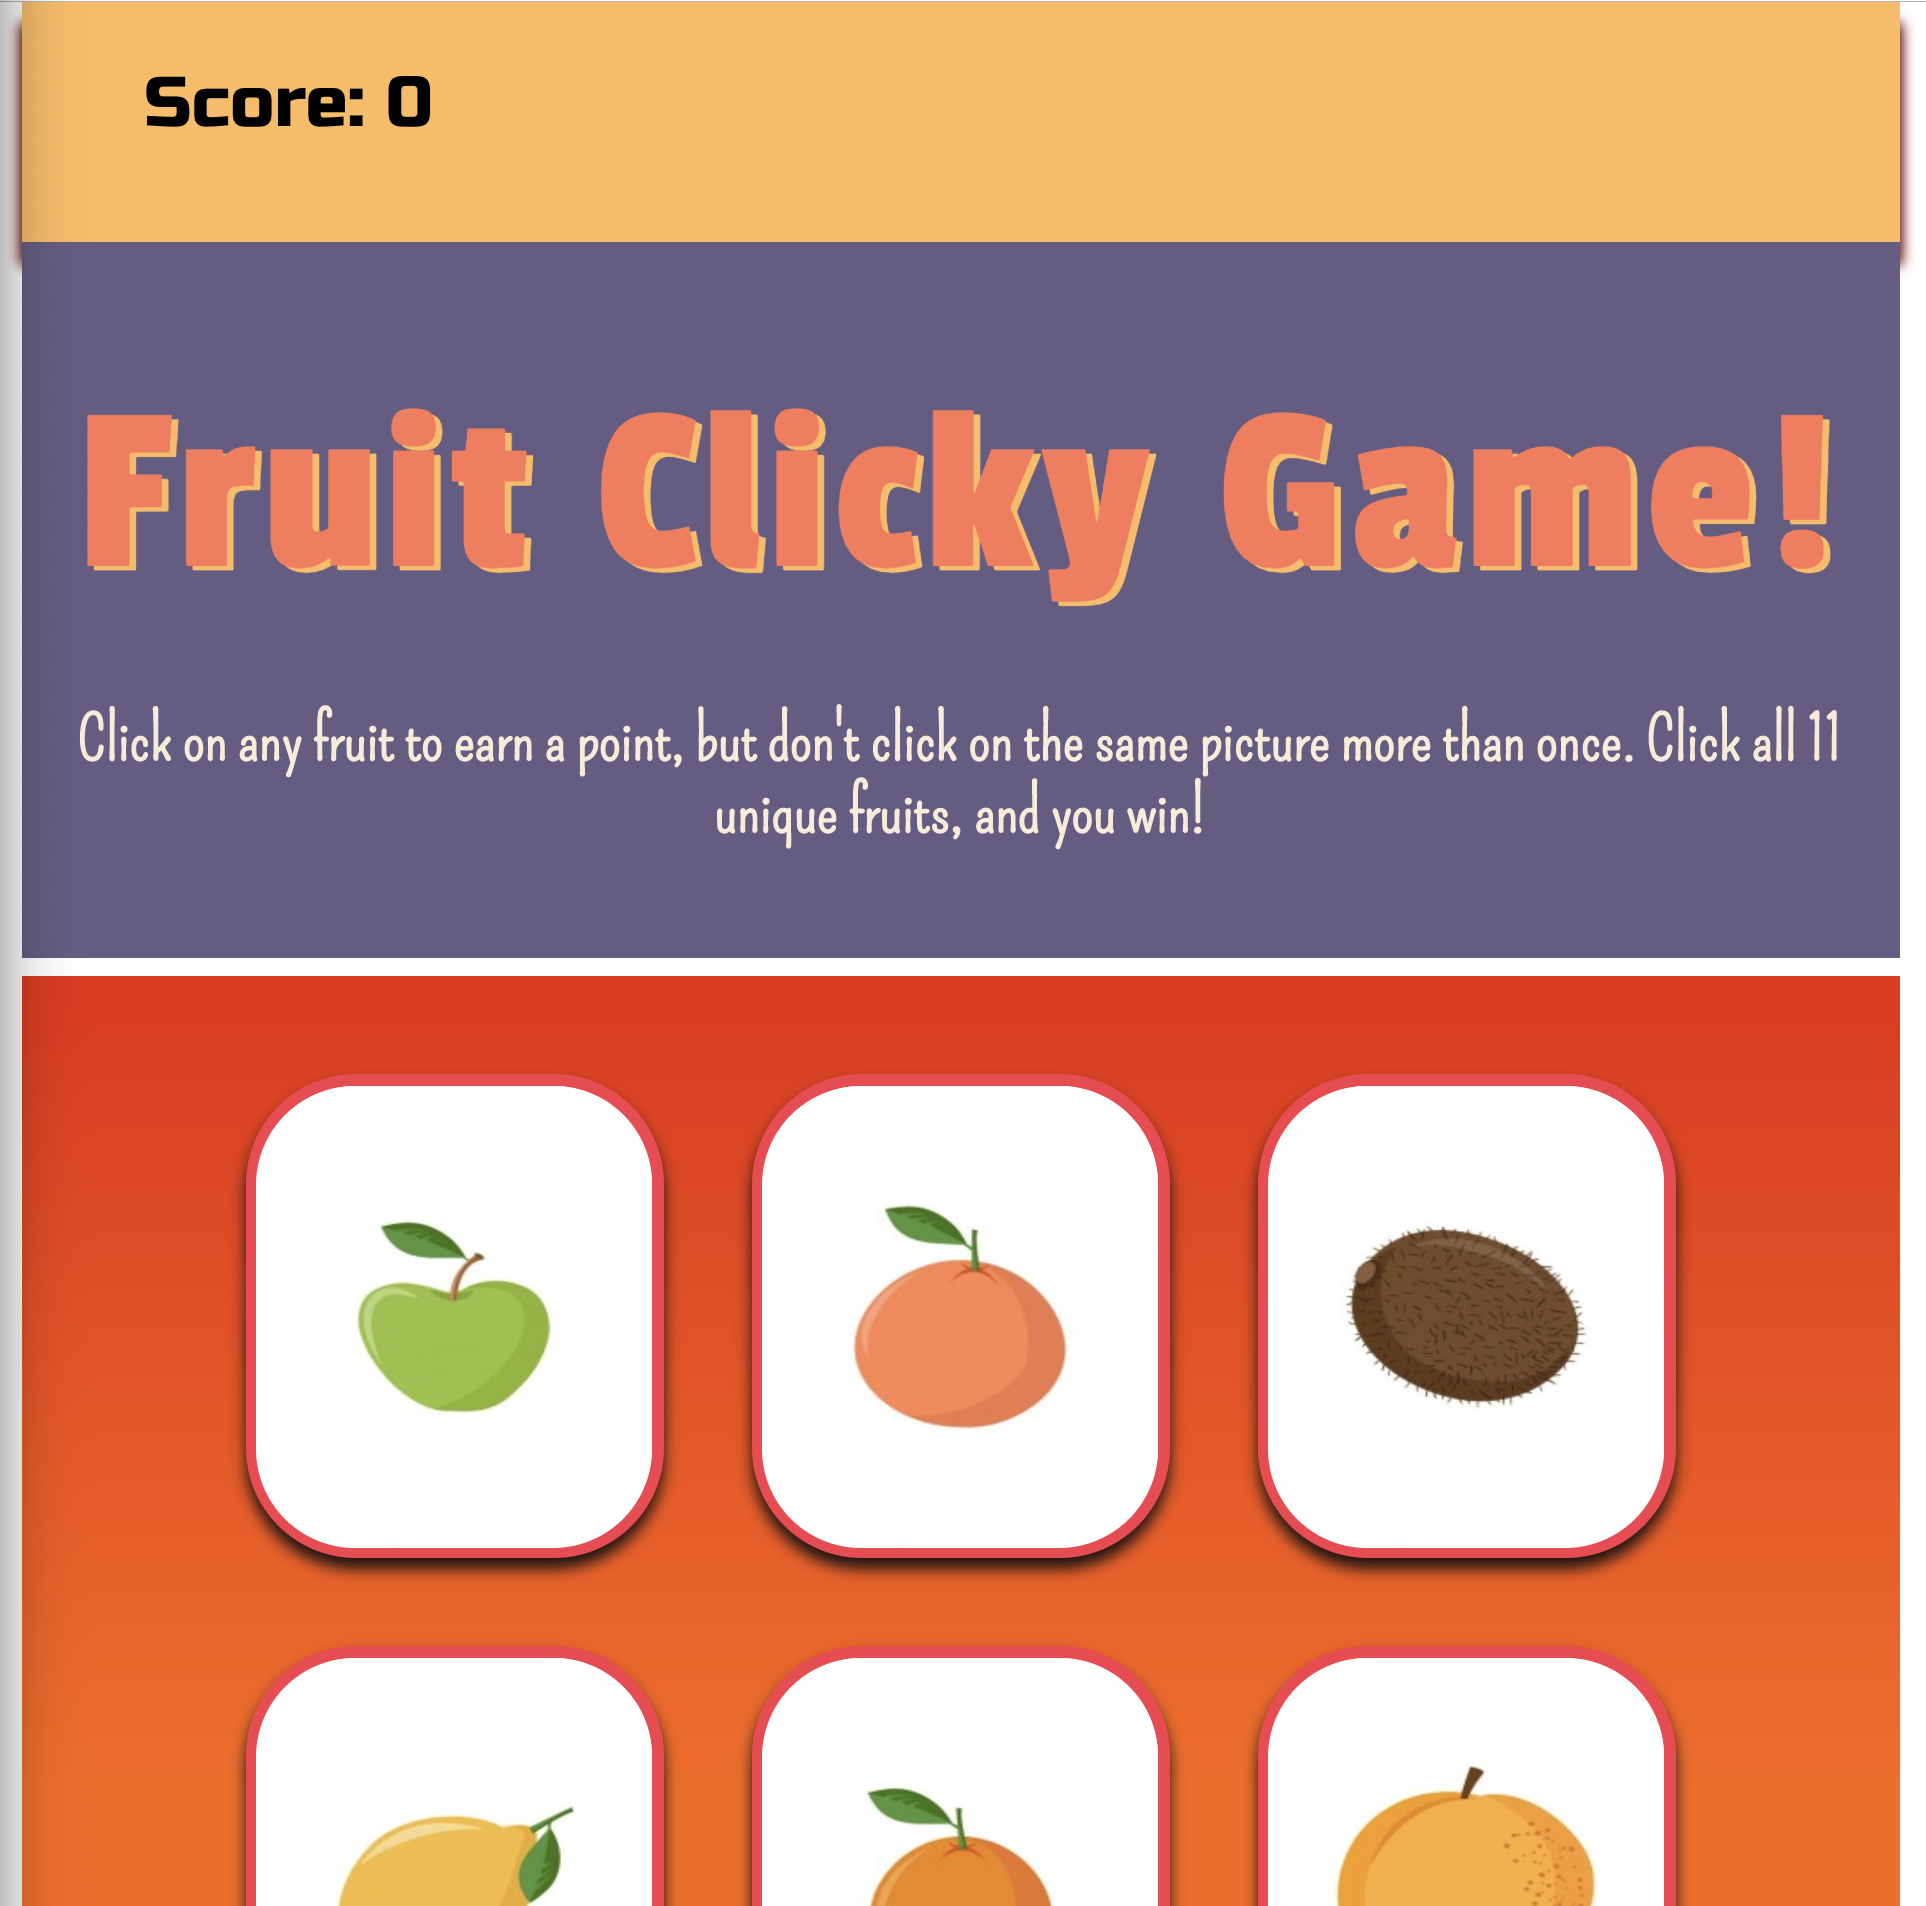 Score: 0
Fruit Clicky Game!
Click on any fruit to earn a point, but don't click on the same picture more than once. Click all 11
unique fruits, and you win!